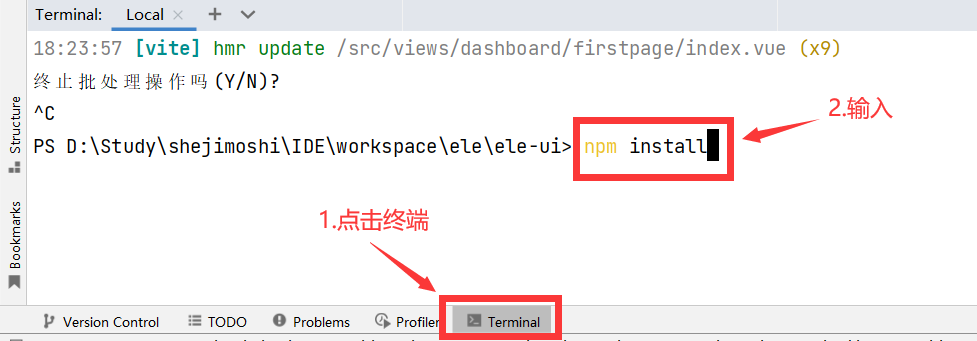 Terminal: Local
18:23:57 [vite] hmr update /src/views/dashboard/firstpage/index.vue (x9)
终止批处理操作吗(Y/N)?
^C
2.输入
PS D:\Study\shejimoshi\IDE\workspace\ele\ele-ui> npm install
Structure
1.点击终端
Bookmarks
Version Control TODO Problems Profiler Terminal